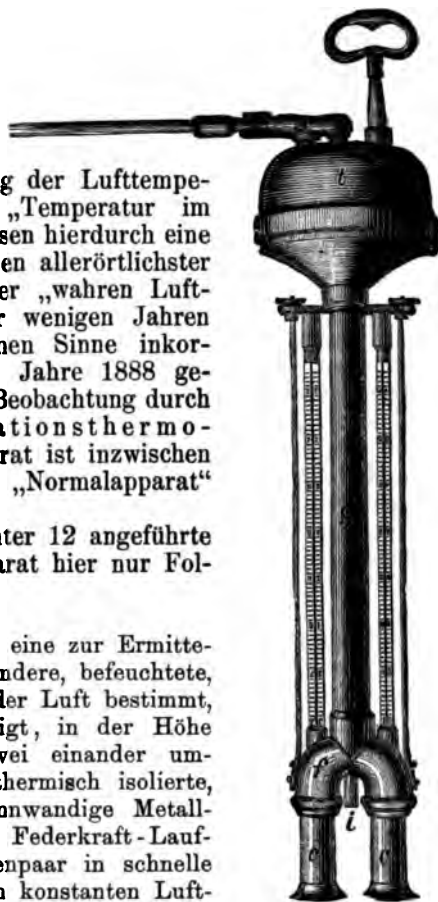 t
g der Lufttempe-
„Temperatur im
sen hierdurch eine
en allerörtlichster
er „wahren Luft-
r wenigen Jahren
nen Sinne inkor-
Jahre 1888 ge-
Beobachtung durch
ationsthermo-
rat ist inzwischen
„Normalapparat“
nter 12 angeführte
arat hier nur Fol-
eine zur Ermitte-
ndere, befeuchtete,
der Luft bestimmt,
igt, in der Höhe
wei einander um-
thermisch isolierte,
nwandige Metall-
Federkraft-Lauf-
enpaar in schnelle
n konstanten Luft-
i